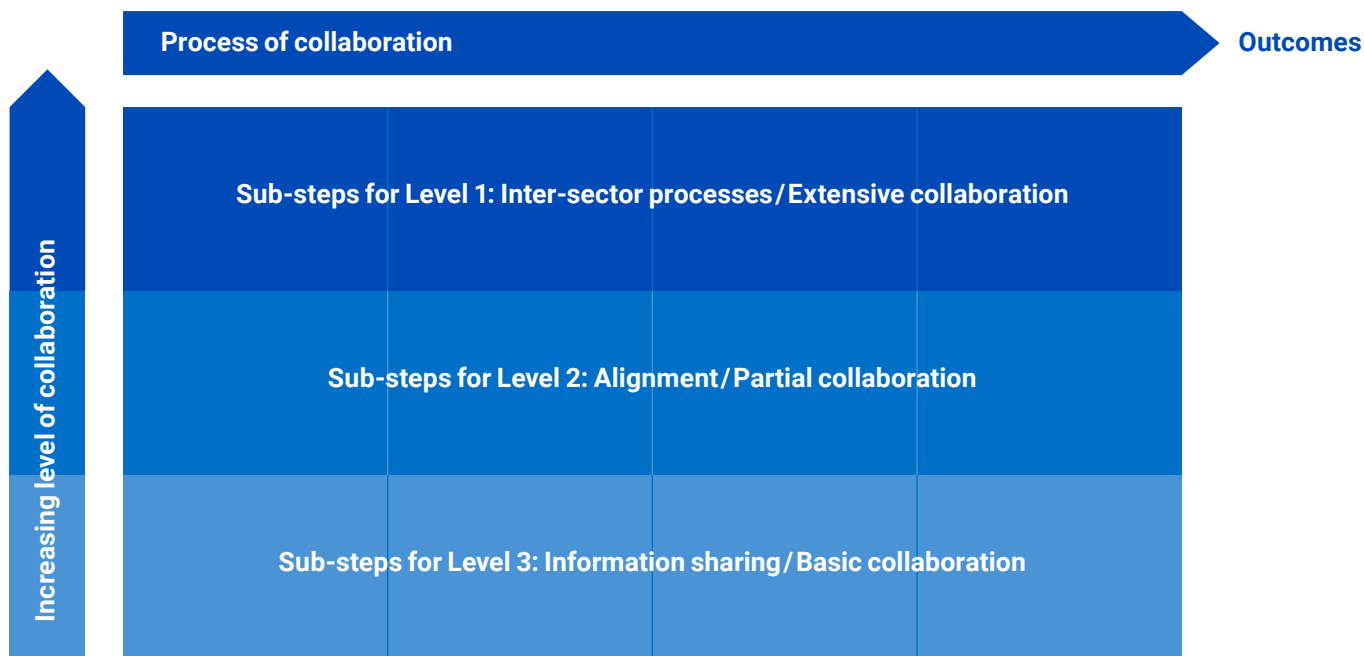 Process of collaboration
Outcomes
Increasing level of collaboration
Sub-steps for Level 1: Inter-sector processes/Extensive collaboration
Sub-steps for Level 2: Alignment/Partial collaboration
Sub-steps for Level 3: Information sharing/Basic collaboration